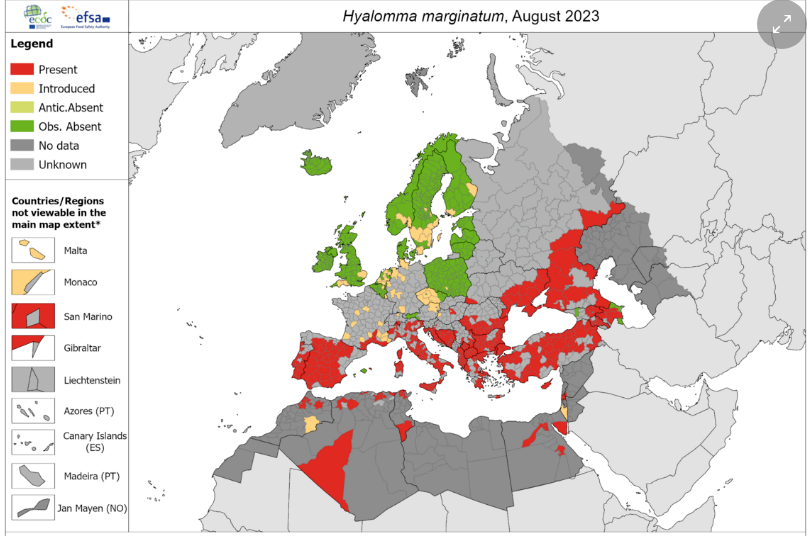 ecdc
efsa
European Food Safety Authority
Hyalomma marginatum, August 2023
Legend
Present
Introduced
Antic.Absent
Obs. Absent
No data
Unknown
Countries/Regions
not viewable in the
main map extent*
Malta
Monaco
San Marino
Gibraltar
Liechtenstein
Azores (PT)
Canary Islands
(ES)
Madeira (PT)
Jan Mayen (NO)